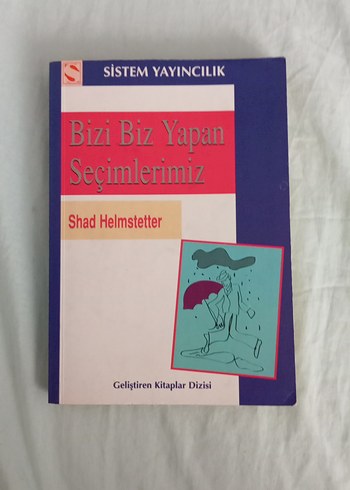 SİSTEM YAYINCILIK
Bizi Biz Yapan
Seçimlerimiz
Shad Helmstetter
Geliştiren Kitaplar Dizisi